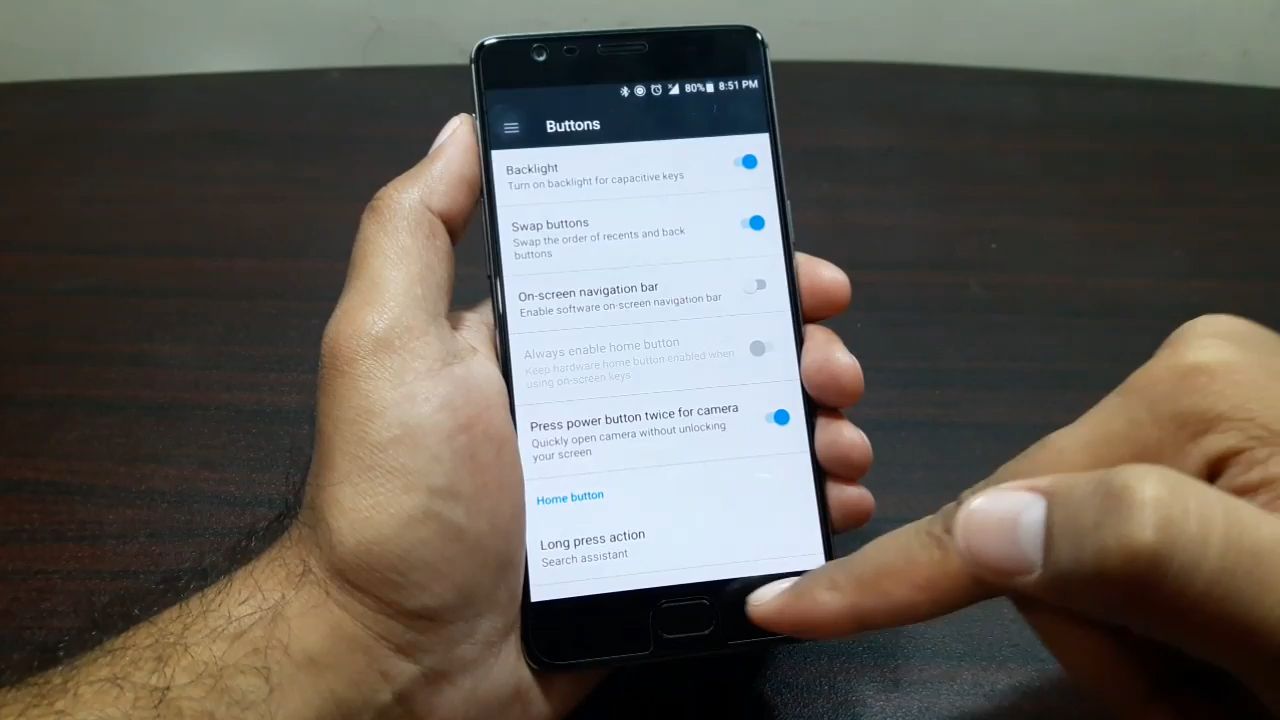 80% 8:51 PM
Buttons
Backlight
Turn on backlight for capacitive keys
Swap buttons
Swap the order of recents and back
buttons
On-screen navigation bar
Enable software on-screen navigation bar
Always enable home button
Keep hardware home button enabled when
using on-screen keys
Press power button twice for camera
Quickly open camera without unlocking
your screen
Home button
Long press action
Search assistant